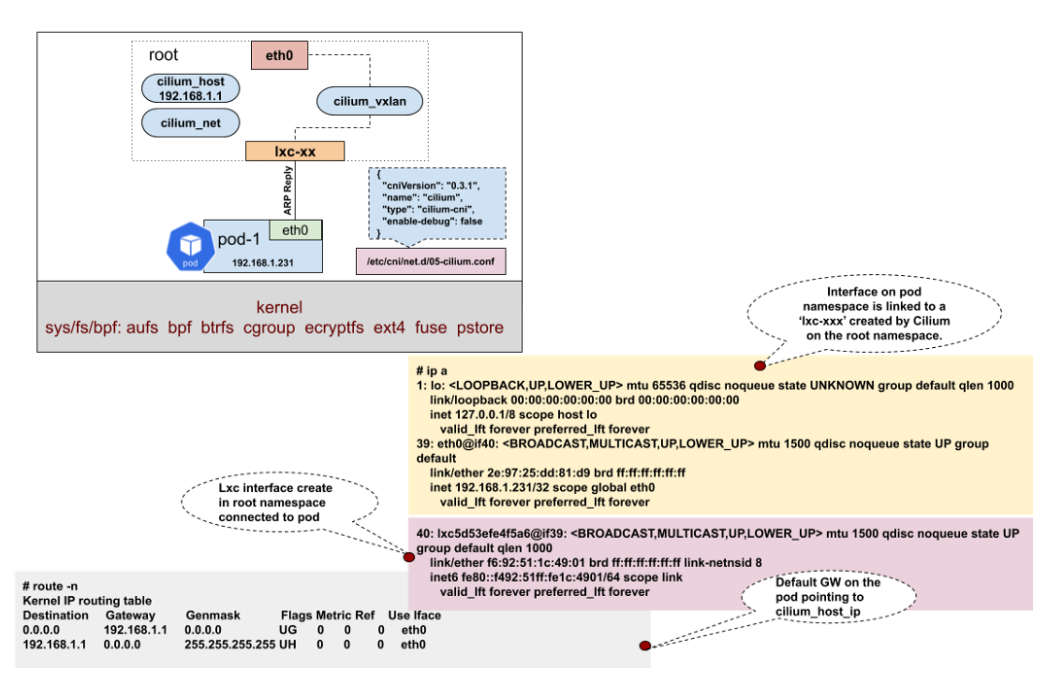 root
eth0
cilium_host
192.168.1.1
cilium_vxlan
cilium_net
lxc-xx
ARP Reply
{
"cniVersion": "0.3.1",
"name": "cilium",
"type": "cilium-cni",
"enable-debug": false
}
/etc/cni/net.d/05-cilium.conf
eth0
pod-1
192.168.1.231
pod
kernel
sys/fs/bpf: aufs bpf btrfs cgroup ecryptfs ext4 fuse pstore
Interface on pod
namespace is linked to a
‘lxc-xxx’ created by Cilium
on the root namespace.
# ip a
1: lo: <LOOPBACK,UP,LOWER_UP> mtu 65536 qdisc noqueue state UNKNOWN group default qlen 1000
link/loopback 00:00:00:00:00:00 brd 00:00:00:00:00:00
inet 127.0.0.1/8 scope host lo
valid_lft forever preferred_lft forever
39: eth0@if40: <BROADCAST,MULTICAST,UP,LOWER_UP> mtu 1500 qdisc noqueue state UP group
default
link/ether 2e:97:25:dd:81:d9 brd ff:ff:ff:ff:ff:ff
inet 192.168.1.231/32 scope global eth0
valid_lft forever preferred_lft forever
Lxc interface create
in root namespace
connected to pod
40: lxc5d53efe4f5a6@if39: <BROADCAST,MULTICAST,UP,LOWER_UP> mtu 1500 qdisc noqueue state UP
group default qlen 1000
link/ether f6:92:51:1c:49:01 brd ff:ff:ff:ff:ff:ff link-netnsid 8
inet6 fe80::f492:51ff:fe1c:4901/64 scope link
valid_lft forever preferred_lft forever
Default GW on the
pod pointing to
cilium_host_ip
# route -n
Kernel IP routing table
Destination Gateway Genmask Flags Metric Ref Use Iface
0.0.0.0 192.168.1.1 0.0.0.0 UG 0 0 0 eth0
192.168.1.1 0.0.0.0 255.255.255.255 UH 0 0 0 eth0